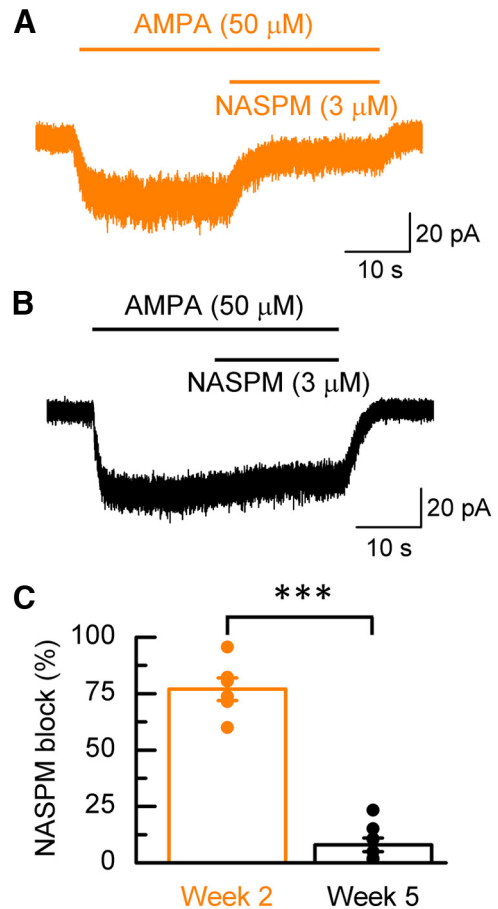 A
AMPA (50 μM)
NASPM (3 μM)
20 pA
10 s
B
AMPA (50 μM)
NASPM (3 μM)
20 pA
10 s
C
***
NASPM block (%)
100
75
50
25
0
Week 2 Week 5